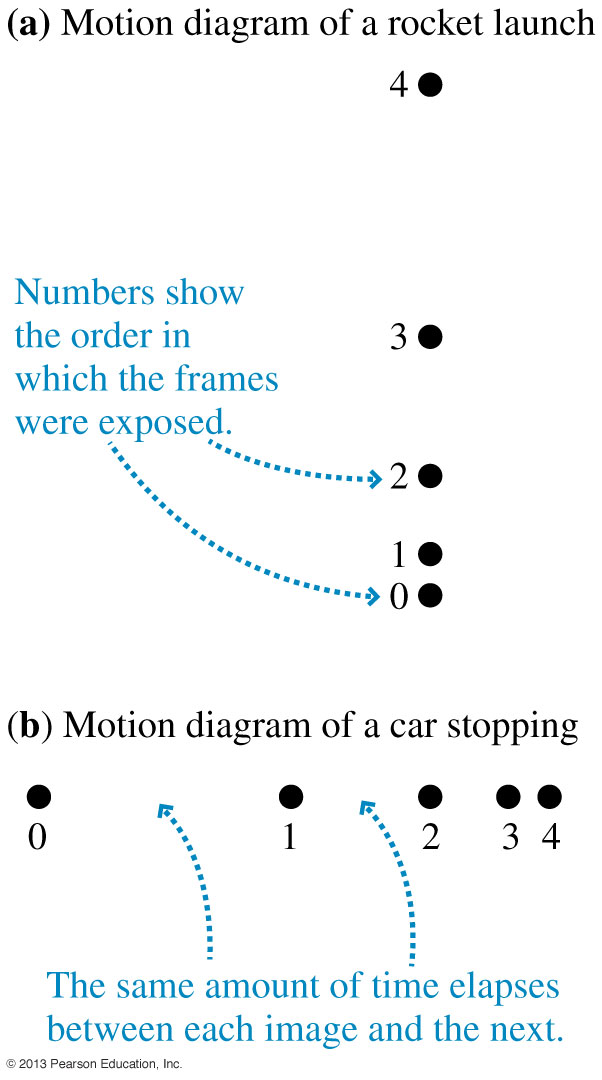 (a) Motion diagram of a rocket launch
4
Numbers show
the order in
which the frames
were exposed.
3
2
1
0
(b) Motion diagram of a car stopping
0 1 2 3 4
The same amount of time elapses
between each image and the next.
© 2013 Pearson Education, Inc.